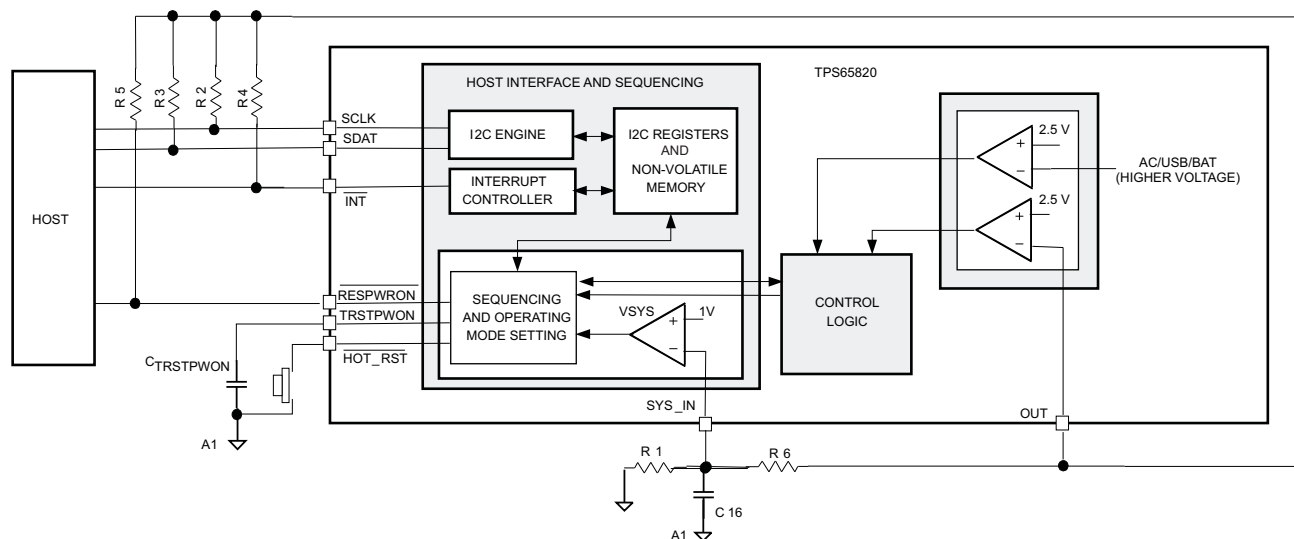 R 5
R 3
R 2
R 4
HOST
SCLK
SDAT
INT
RESPWRON
TRSTPWON
HOT_RST
CTRSTPWON
A1
HOST INTERFACE AND SEQUENCING
I2C ENGINE
INTERRUPT
CONTROLLER
I2C REGISTERS
AND
NON-VOLATILE
MEMORY
SEQUENCING
AND OPERATING
MODE SETTING
VSYS
+
1V
−
TPS65820
CONTROL
LOGIC
2.5 V
+
−
2.5 V
+
−
AC/USB/BAT
(HIGHER VOLTAGE)
SYS_IN
OUT
R 1
R 6
C 16
A1